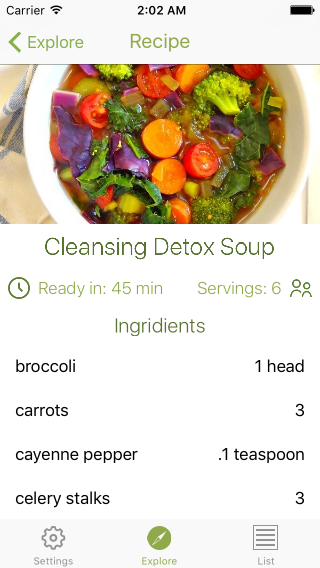 Carrier 2:02 AM
Explore Recipe
Cleansing Detox Soup
Ready in: 45 min Servings: 6
Ingridients
broccoli 1 head
carrots 3
cayenne pepper .1 teaspoon
celery stalks 3
Settings Explore List